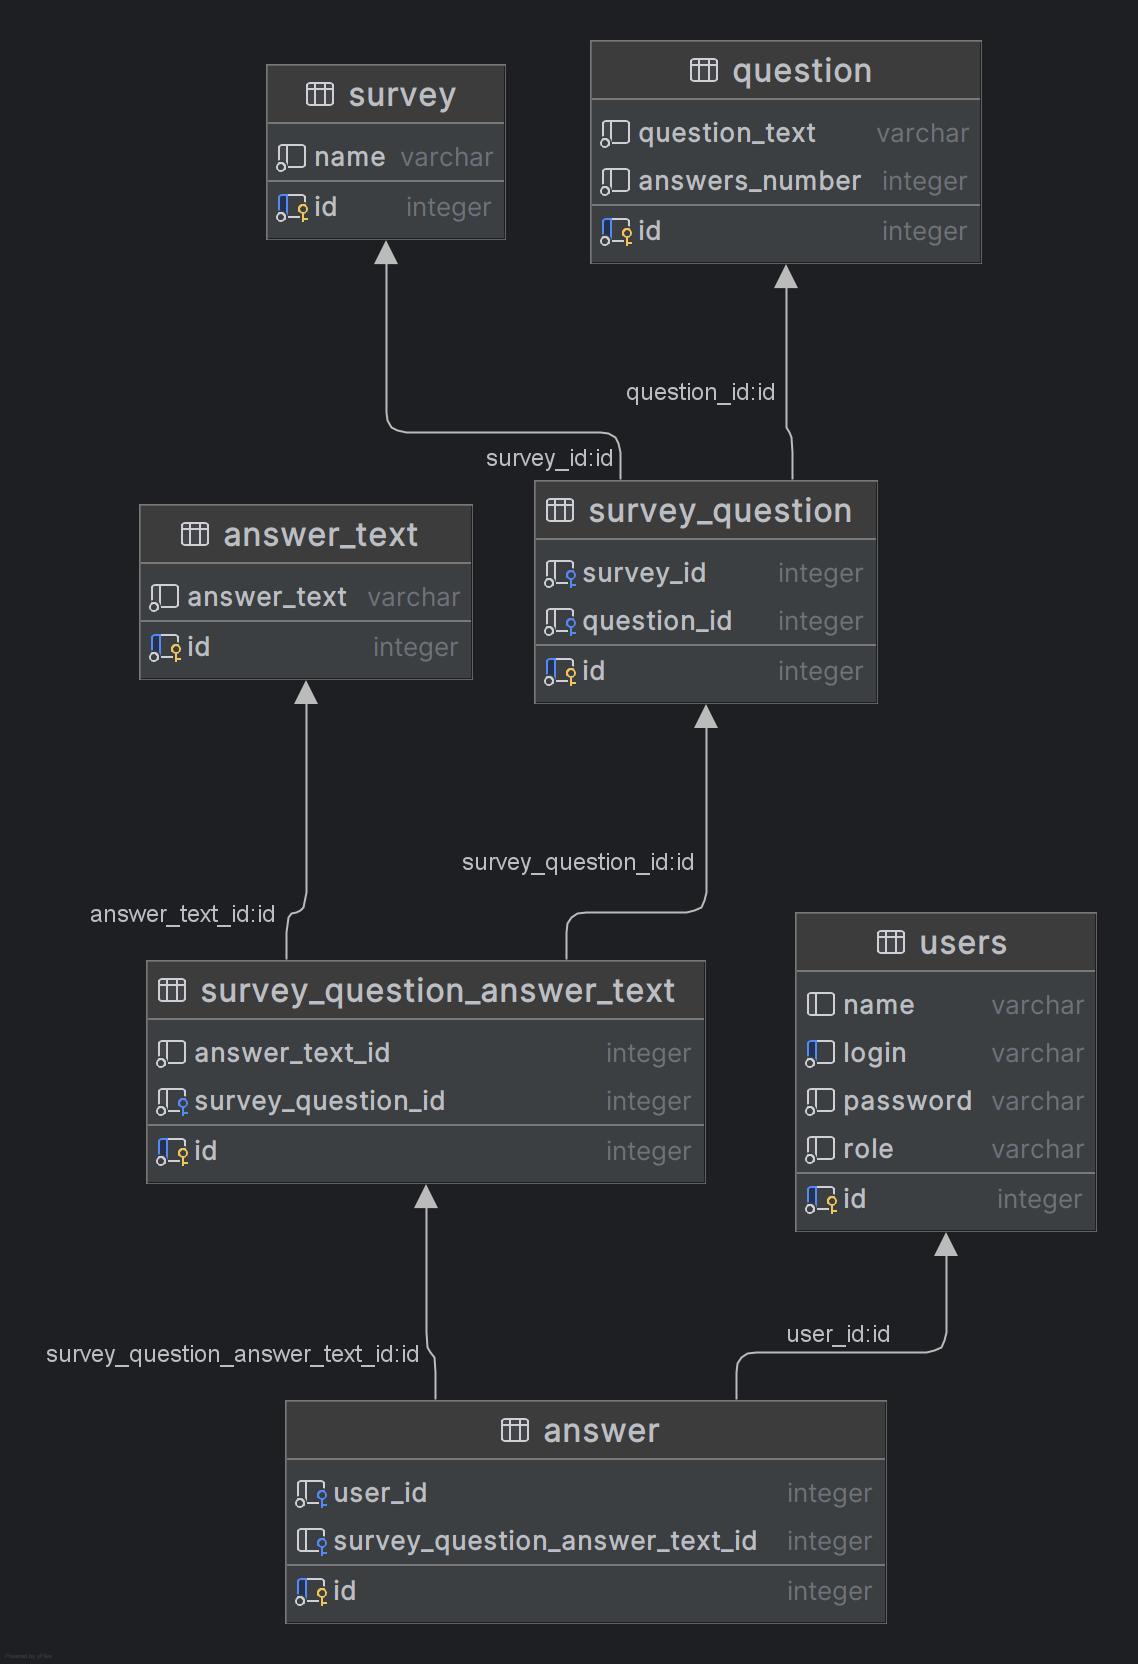 survey
name varchar
id integer
question
question_text varchar
answers_number integer
id integer
question_id:id
survey_id:id
answer_text
answer_text varchar
id integer
survey_question
survey_id integer
question_id integer
id integer
survey_question_id:id
answer_text_id:id
survey_question_answer_text
answer_text_id integer
survey_question_id integer
id integer
users
name varchar
login varchar
password varchar
role varchar
id integer
user_id:id
survey_question_answer_text_id:id
answer
user_id integer
survey_question_answer_text_id integer
id integer
Powered by yFiles